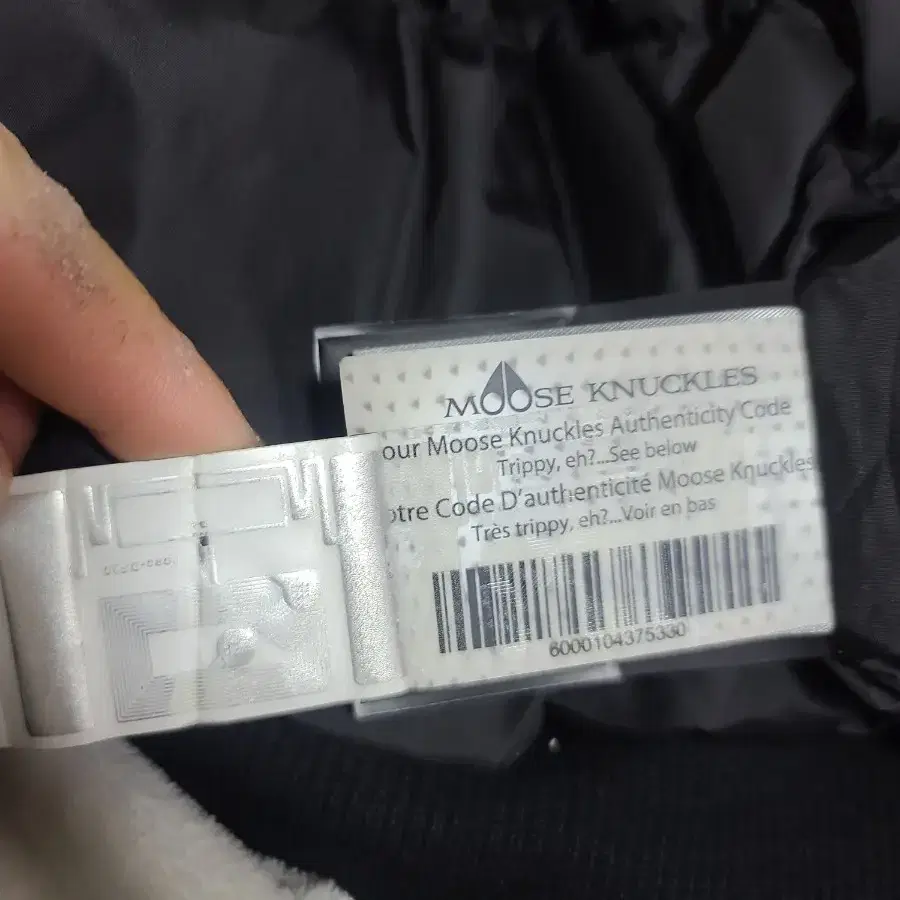 MOOSE KNUCKLES
our Moose Knuckles Authenticity Code
Trippy, eh?...See below
otre Code D'authenticité Moose Knuckles
Très trippy, eh?...Voir en bas
6000104375330